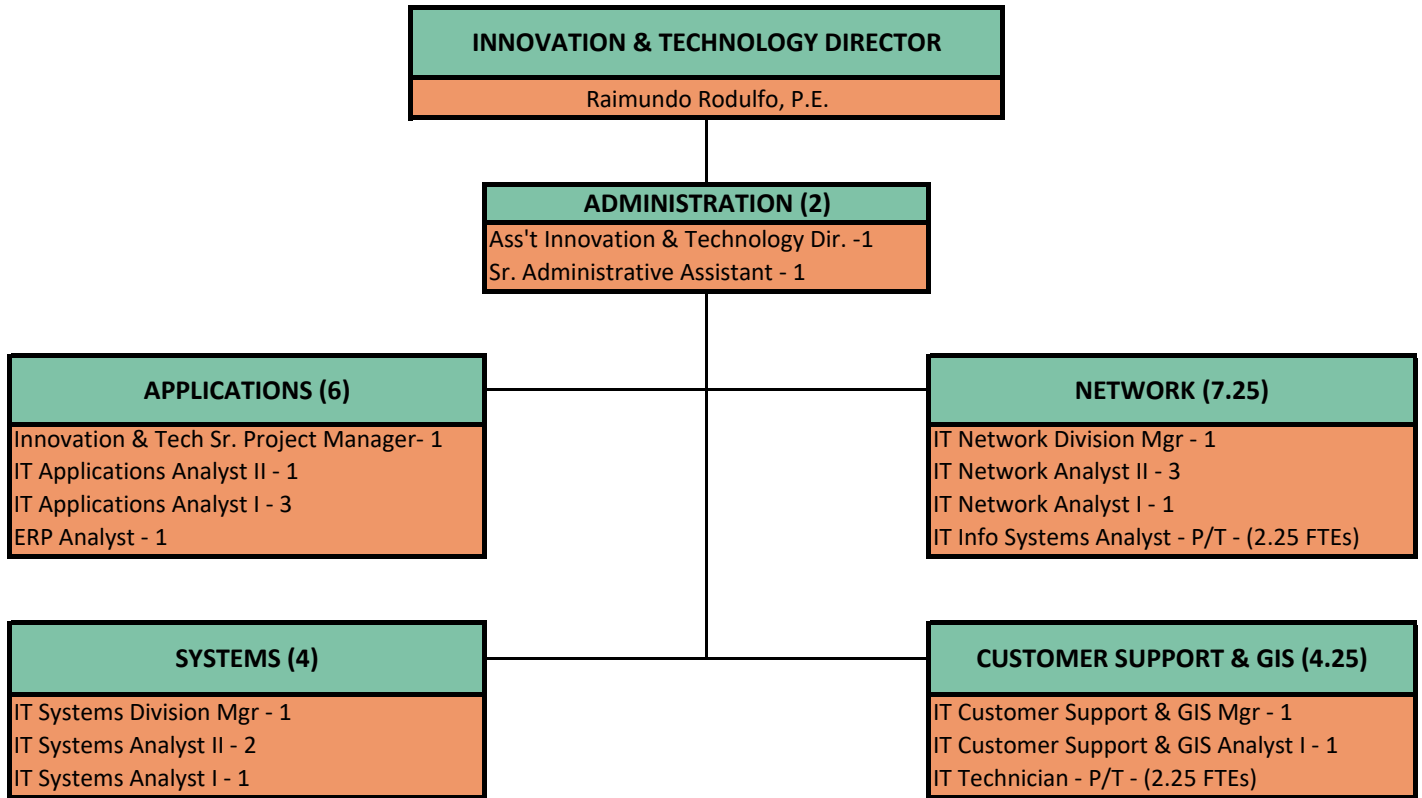 INNOVATION & TECHNOLOGY DIRECTOR
Raimundo Rodulfo, P.E.
ADMINISTRATION (2)
Ass't Innovation & Technology Dir. -1
Sr. Administrative Assistant - 1
APPLICATIONS (6)
Innovation & Tech Sr. Project Manager- 1
IT Applications Analyst II - 1
IT Applications Analyst I - 3
ERP Analyst - 1
NETWORK (7.25)
IT Network Division Mgr - 1
IT Network Analyst II - 3
IT Network Analyst I - 1
IT Info Systems Analyst - P/T - (2.25 FTEs)
SYSTEMS (4)
IT Systems Division Mgr - 1
IT Systems Analyst II - 2
IT Systems Analyst I - 1
CUSTOMER SUPPORT & GIS (4.25)
IT Customer Support & GIS Mgr - 1
IT Customer Support & GIS Analyst I - 1
IT Technician - P/T - (2.25 FTEs)